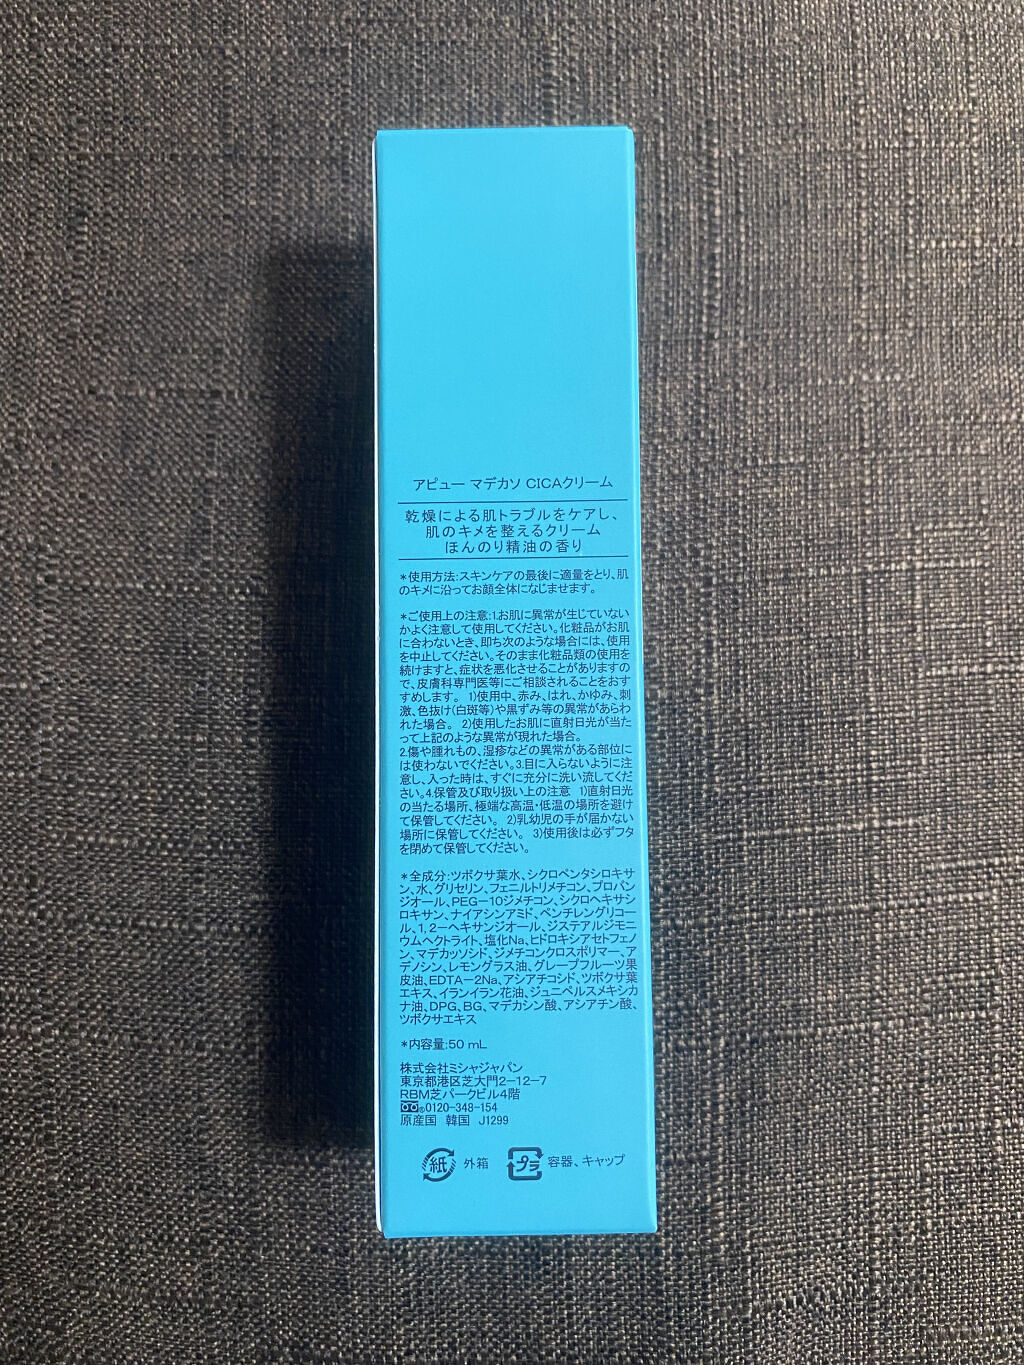 アピュー マデカソ CICAクリーム
乾燥による肌トラブルをケアし、
肌のキメを整えるクリーム
ほんのり精油の香り
*使用方法:スキンケアの最後に適量をとり、肌
のキメに沿ってお顔全体になじませます。
*ご使用上の注意:1.お肌に異常が生じていない
かよく注意して使用してください。化粧品がお肌
に合わないとき、即ち次のような場合には、使用
を中止してください。そのまま化粧品類の使用を
続けますと、症状を悪化させることがありますの
で、皮膚科専門医等にご相談されることをおす
すめします。 1)使用中、赤み、はれ、かゆみ、刺
激、色抜け(白斑等)や黒ずみ等の異常があらわ
れた場合。 2)使用したお肌に直射日光が当た
って上記のような異常が現れた場合。
2.傷や腫れもの、湿疹などの異常がある部位に
は使わないでください。3.目に入らないように注
意し、入った時は、すぐに充分に洗い流してくだ
さい。4.保管及び取り扱い上の注意 1)直射日光
の当たる場所、極端な高温・低温の場所を避け
て保管してください。 2)乳幼児の手が届かない
場所に保管してください。 3)使用後は必ずフタ
を閉めて保管してください。
*全成分:ツボクサ葉水、シクロペンタシロキサ
ン、水、グリセリン、フェニルトリメチコン、プロパン
ジオール、PEG-10ジメチコン、シクロヘキサシ
ロキサン、ナイアシンアミド、ペンチレングリコー
ル、1,2-ヘキサンジオール、ジステアルジモニ
ウムヘクトライト、塩化Na、ヒドロキシアセトフェノ
ン、マデカッソシド、ジメチコンクロスポリマー、ア
デノシン、レモングラス油、グレープフルーツ果
皮油、EDTA-2Na、アシアチコシド、ツボクサ葉
エキス、イランイラン花油、ジュニペルスメキシカ
ナ油、DPG、BG、マデカシン酸、アシアチン酸、
ツボクサエキス
*内容量:50 mL
株式会社ミシャジャパン
東京都港区芝大門2-12-7
RBM芝パークビル4階
0120-348-154
原産国 韓国 J1299
紙 外箱 プラ 容器、キャップ